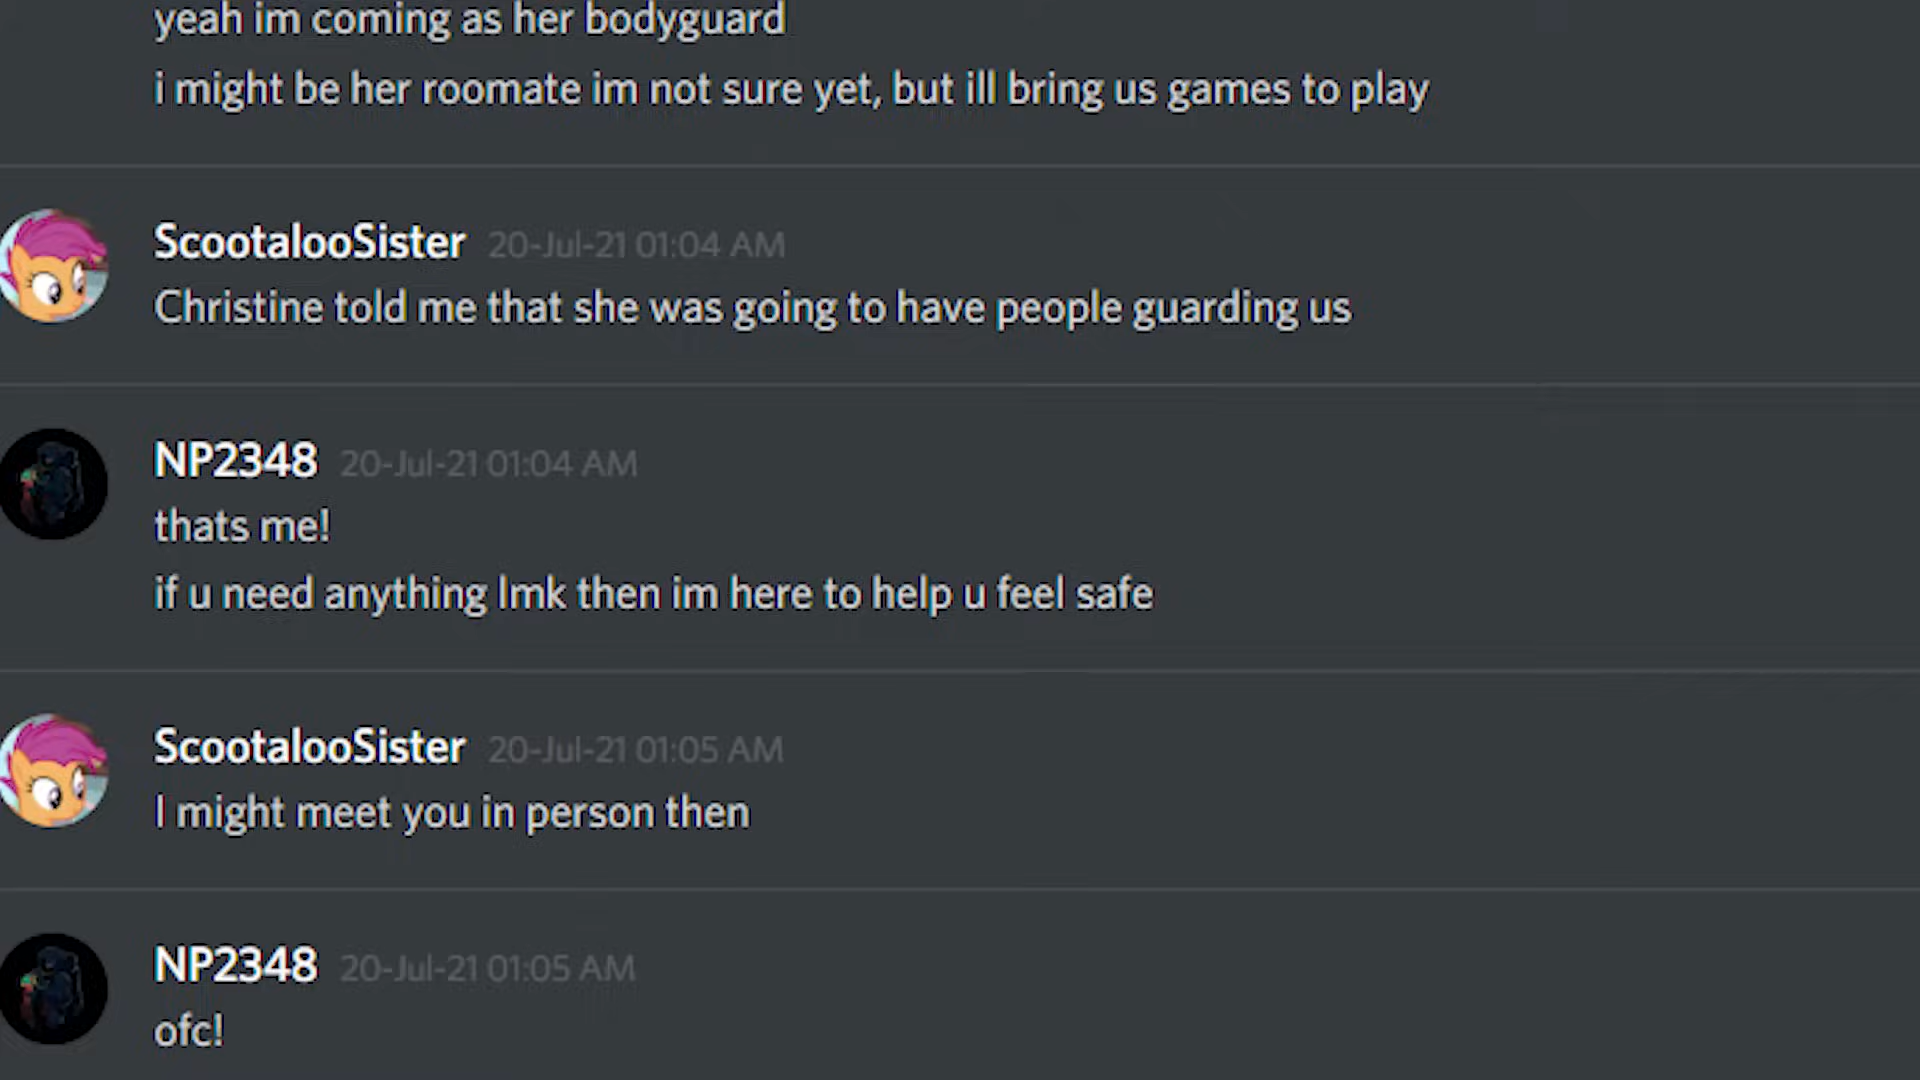 yeah im coming as her bodyguard
i might be her roomate im not sure yet, but ill bring us games to play
ScootalooSister 20-Jul-21 01:04 AM
Christine told me that she was going to have people guarding us
NP2348 20-Jul-21 01:04 AM
thats me!
if u need anything lmk then im here to help u feel safe
ScootalooSister 20-Jul-21 01:05 AM
I might meet you in person then
NP2348 20-Jul-21 01:05 AM
ofc!